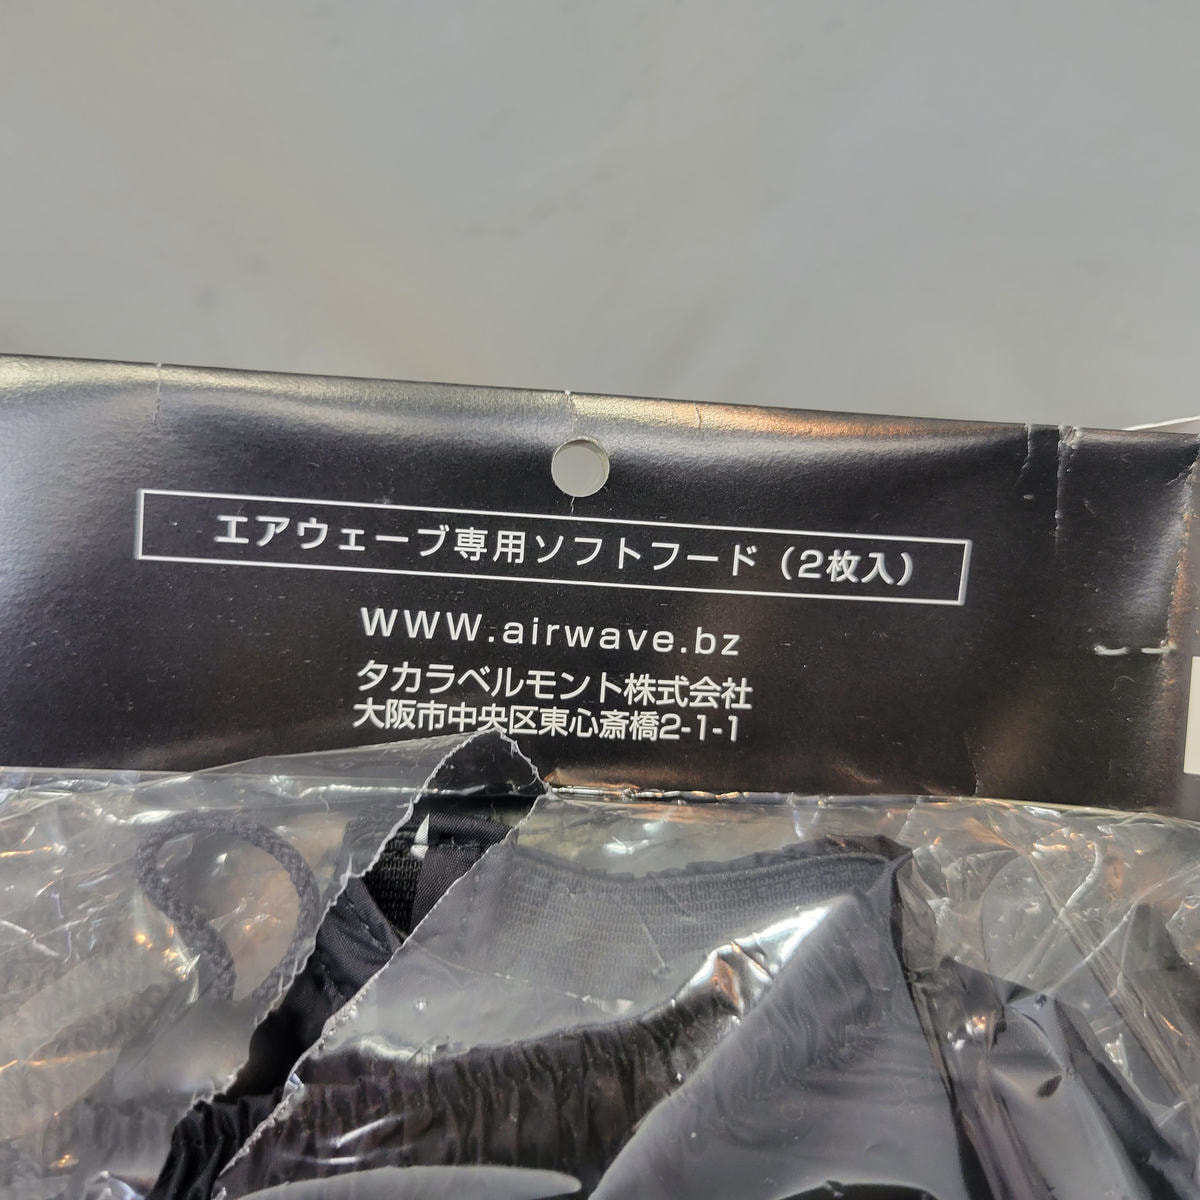 エアウェーブ専用ソフトフード（2枚入）
www.airwave.bz
タカラベルモント株式会社
大阪市中央区東心斎橋2-1-1